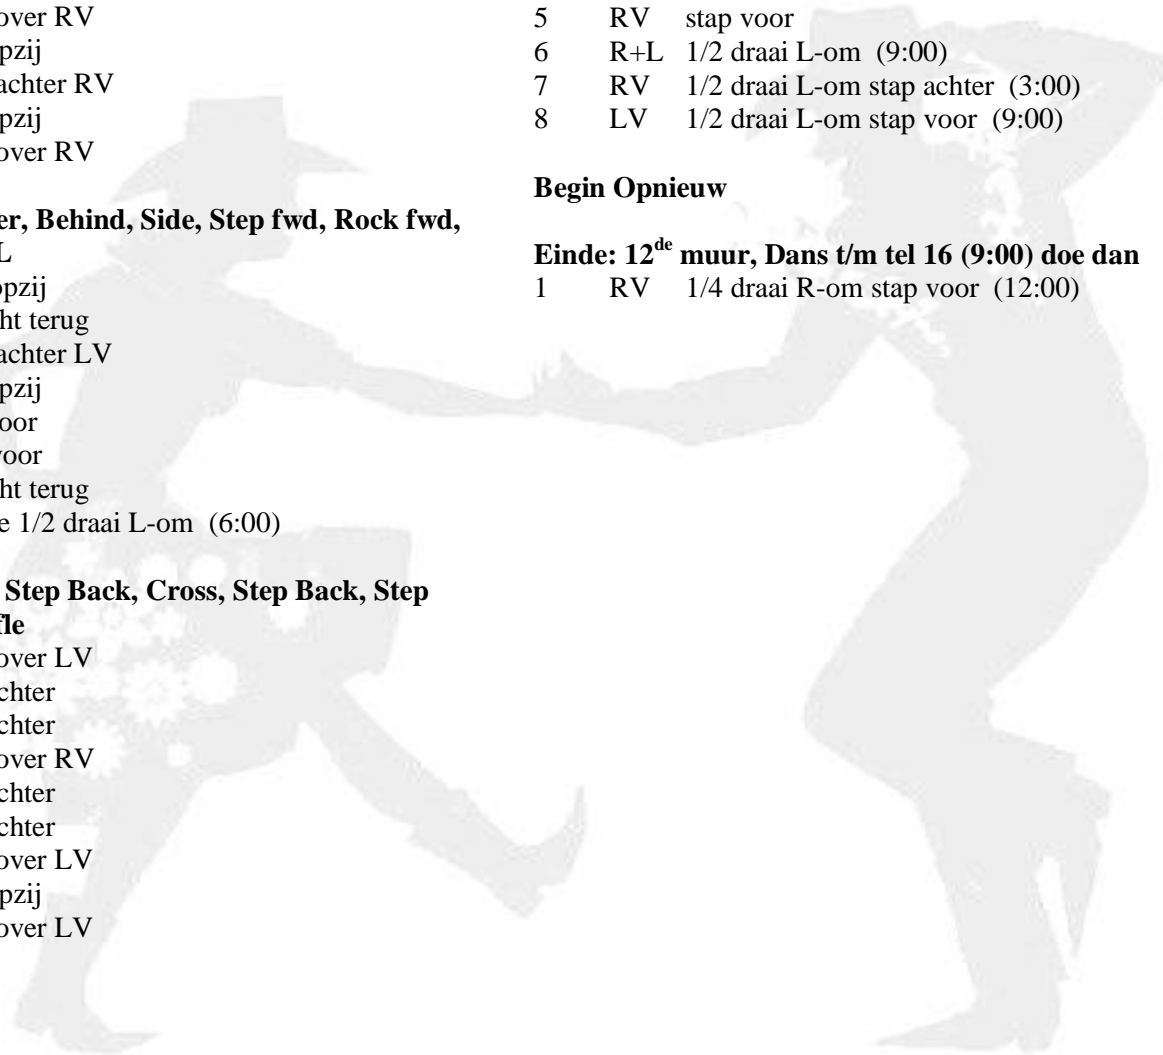 over RV
pzij
achter RV
pzij
over RV
er, Behind, Side, Step fwd, Rock fwd,
L
opzij
ht terug
achter LV
pzij
oor
voor
ht terug
e 1/2 draai L-om (6:00)
Step Back, Cross, Step Back, Step
fle
over LV
chter
chter
over RV
chter
chter
over LV
pzij
over LV
5 RV stap voor
6 R+L 1/2 draai L-om (9:00)
7 RV 1/2 draai L-om stap achter (3:00)
8 LV 1/2 draai L-om stap voor (9:00)
Begin Opnieuw
Einde: 12de muur, Dans t/m tel 16 (9:00) doe dan
1 RV 1/4 draai R-om stap voor (12:00)